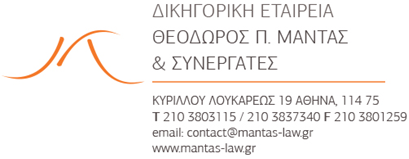 ΔΙΚΗΓΟΡΙΚΗ ΕΤΑΙΡΕΙΑ
ΘΕΟΔΩΡΟΣ Π. ΜΑΝΤΑΣ
& ΣΥΝΕΡΓΑΤΕΣ
ΚΥΡΙΛΛΟΥ ΛΟΥΚΑΡΕΩΣ 19 ΑΘΗΝΑ, 114 75
T 210 3803115 / 210 3837340 F 210 3801259
email: contact@mantas-law.gr
www.mantas-law.gr